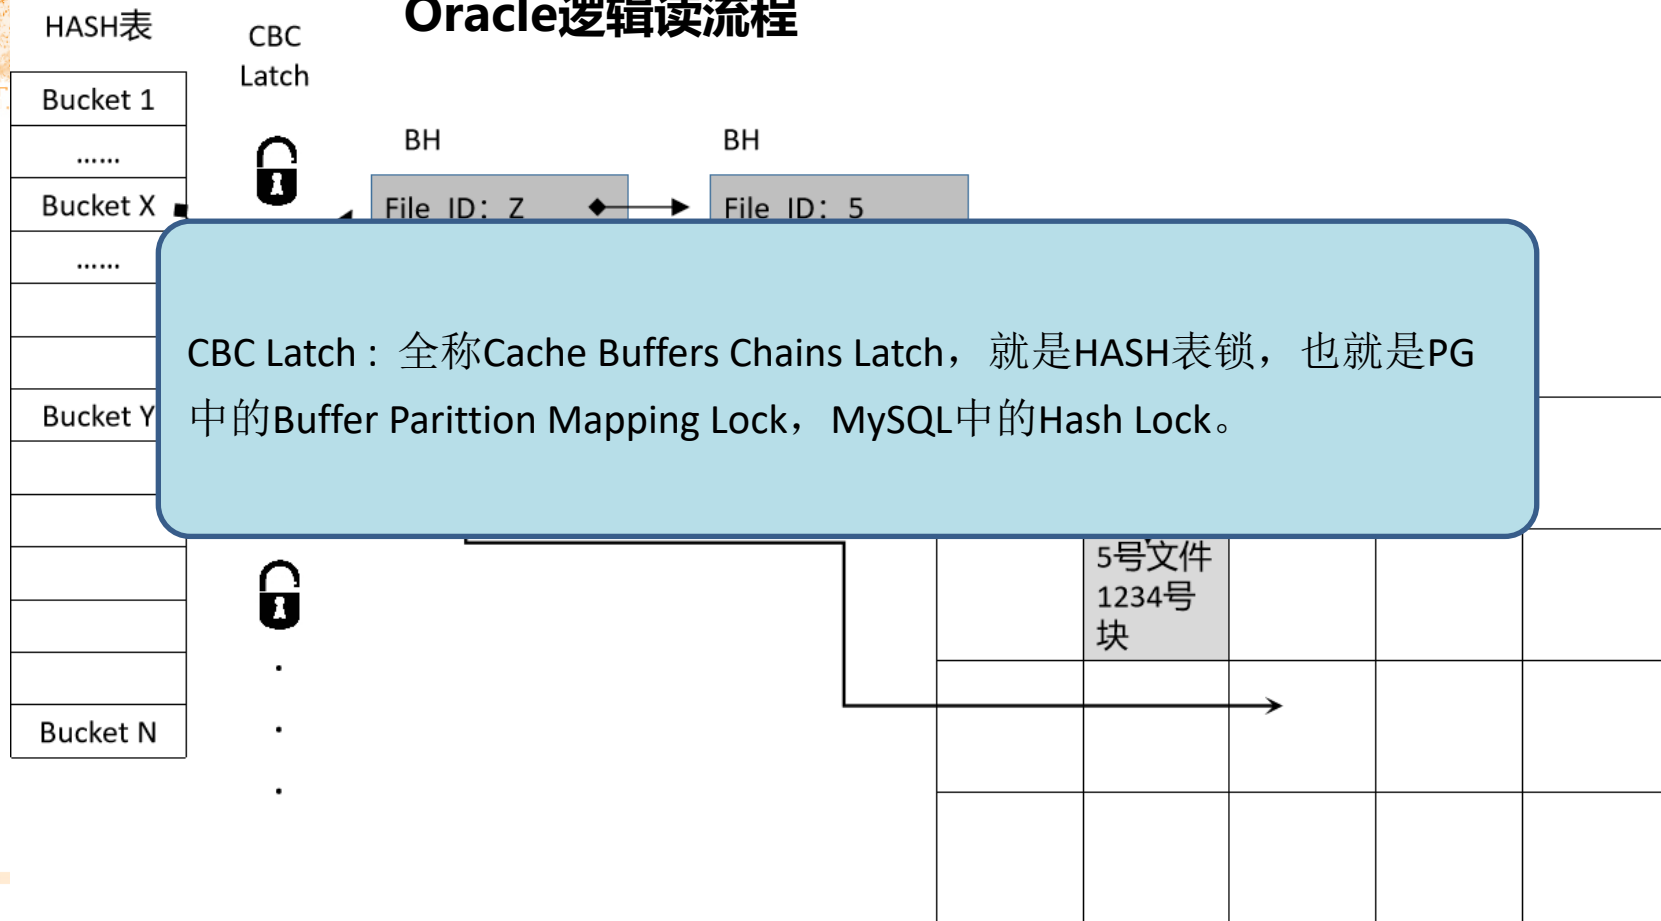 Oracle逻辑读流程
HASH表
CBC
Latch
Bucket 1
......
Bucket X
......
Bucket Y
Bucket N
BH
BH
File ID：Z
File ID：5
CBC Latch：全称Cache Buffers Chains Latch，就是HASH表锁，也就是PG
中的Buffer Parittion Mapping Lock，MySQL中的Hash Lock。
5号文件
1234号
块
.
.
.